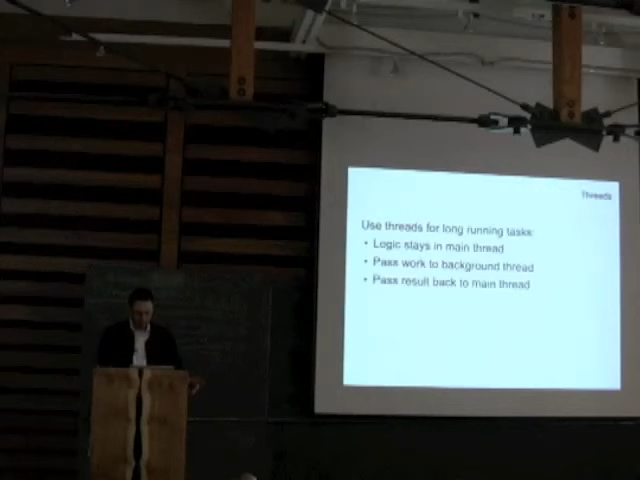 Threads
Use threads for long running tasks:
• Logic stays in main thread
• Pass work to background thread
• Pass result back to main thread